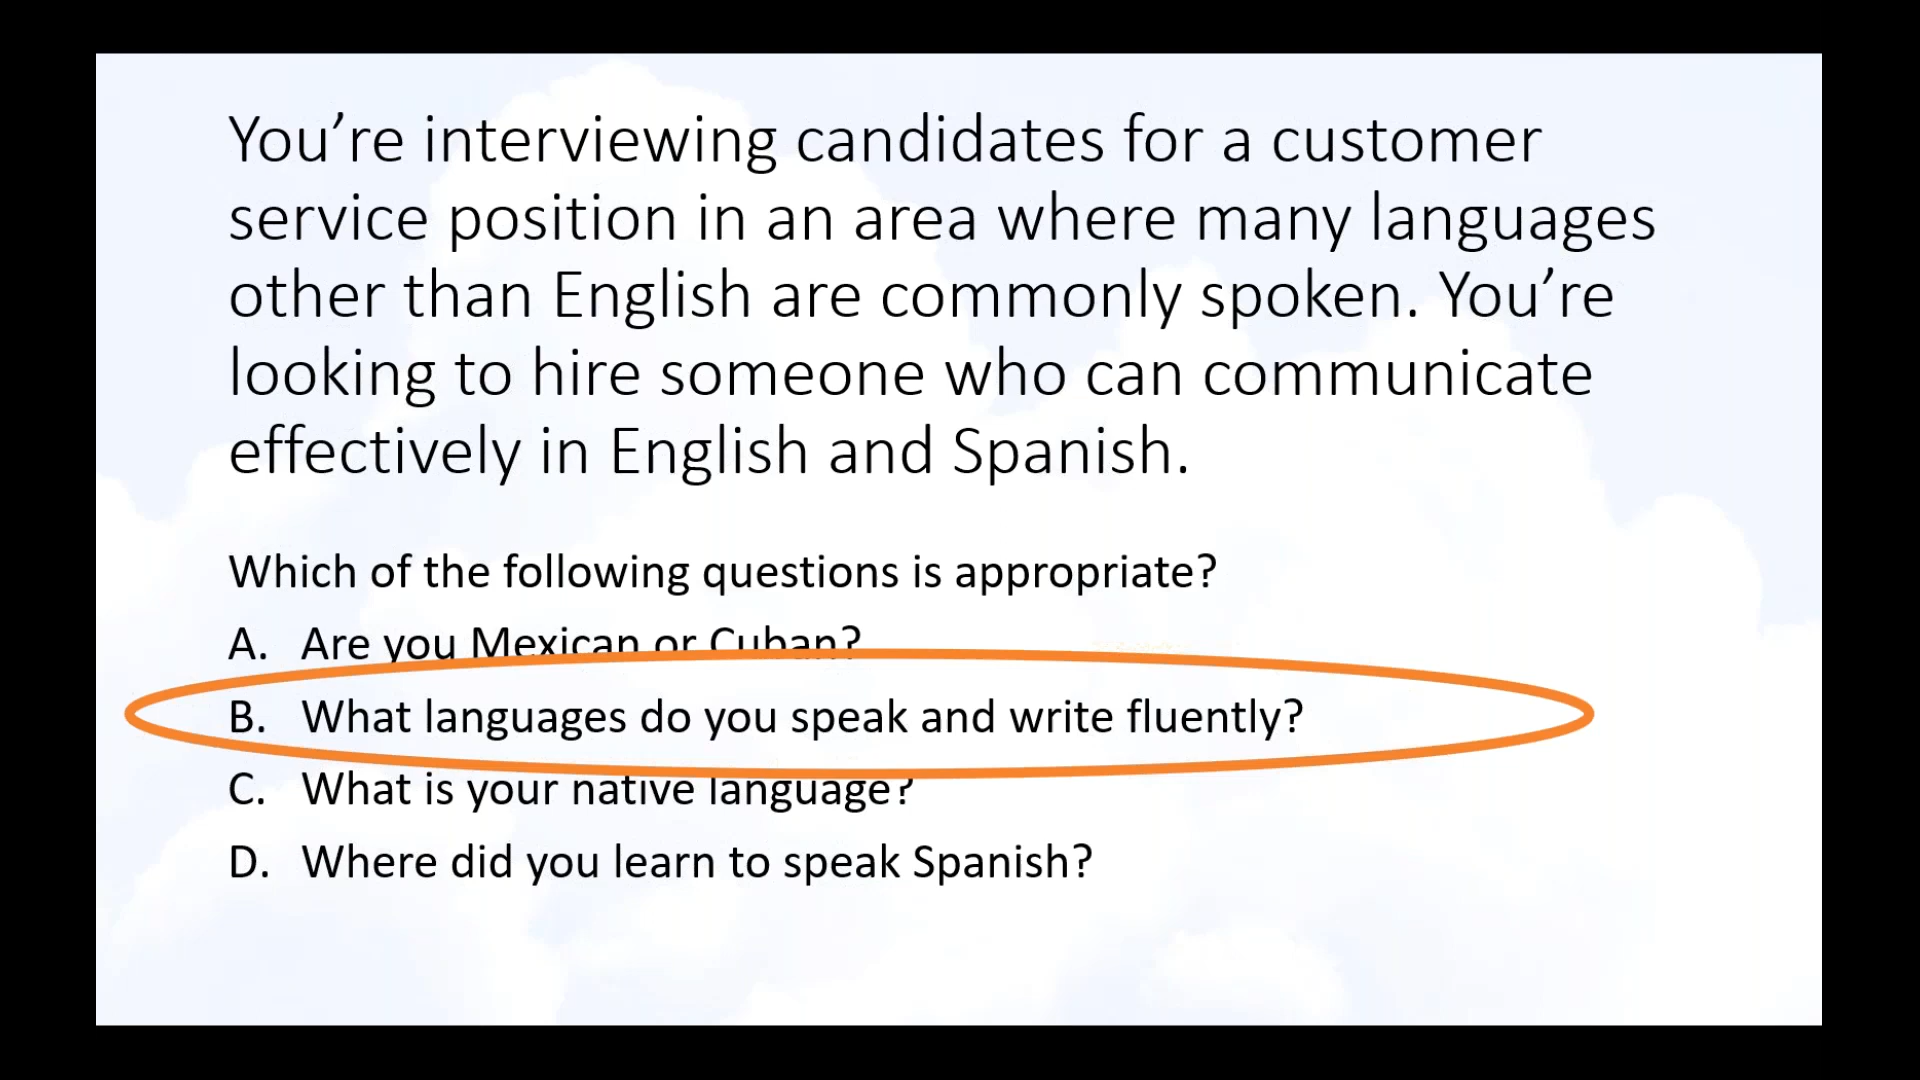 You’re interviewing candidates for a customer
service position in an area where many languages
other than English are commonly spoken. You’re
looking to hire someone who can communicate
effectively in English and Spanish.
Which of the following questions is appropriate?
A. Are you Mexican or Cuban?
B. What languages do you speak and write fluently?
C. What is your native language?
D. Where did you learn to speak Spanish?